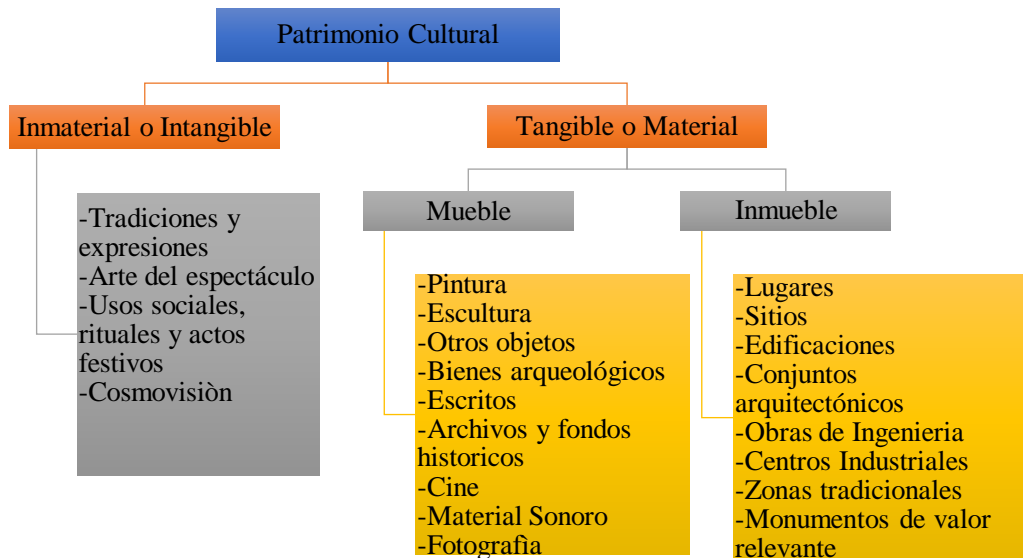 Patrimonio Cultural
Inmaterial o Intangible
Tangible o Material
-Tradiciones y
expresiones
-Arte del espectáculo
-Usos sociales,
rituales y actos
festivos
-Cosmovisiòn
Mueble
Inmueble
-Pintura
-Escultura
-Otros objetos
-Bienes arqueológicos
-Escritos
-Archivos y fondos
historicos
-Cine
-Material Sonoro
-Fotografìa
-Lugares
-Sitios
-Edificaciones
-Conjuntos
arquitectónicos
-Obras de Ingenieria
-Centros Industriales
-Zonas tradicionales
-Monumentos de valor
relevante